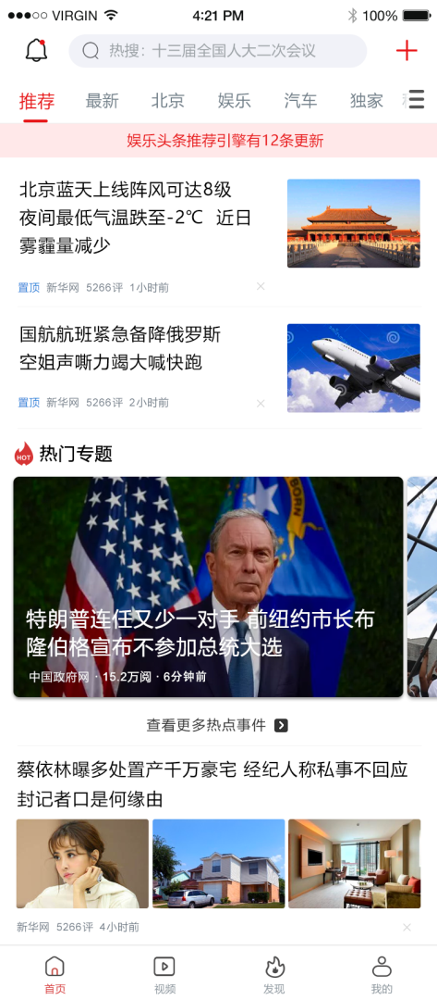 VIRGIN 4:21 PM 100%
热搜：十三届全国人大二次会议
推荐 最新 北京 娱乐 汽车 独家
娱乐头条推荐引擎有12条更新
北京蓝天上线阵风可达8级
夜间最低气温跌至-2℃ 近日
雾霾量减少
置顶 新华网 5266评 1小时前
国航航班紧急备降俄罗斯
空姐声嘶力竭大喊快跑
置顶 新华网 5266评 2小时前
HOT 热门专题
特朗普连任又少一对手 前纽约市长布
隆伯格宣布不参加总统大选
中国政府网 · 15.2万阅 · 6分钟前
查看更多热点事件
蔡依林曝多处置产千万豪宅 经纪人称私事不回应
封记者口是何缘由
新华网 5266评 4小时前
首页 视频 发现 我的